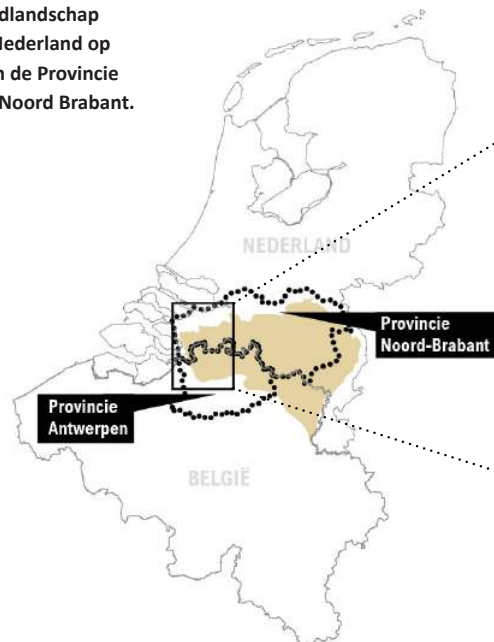 dlandschap
Nederland op
n de Provincie
Noord Brabant.
NEDERLAND
Provincie
Noord-Brabant
Provincie
Antwerpen
BELGIË